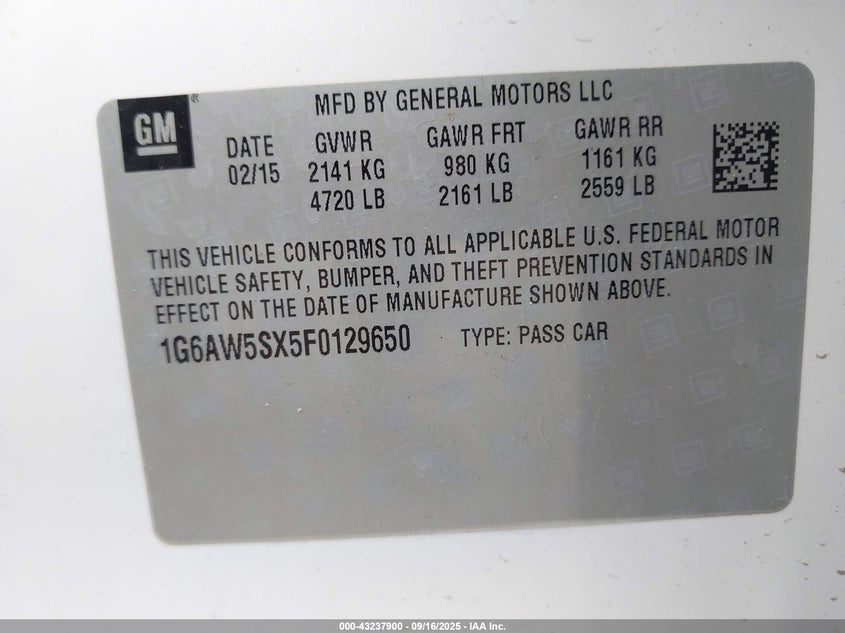 MFD BY GENERAL MOTORS LLC
GM ®
DATE GVWR GAWR FRT GAWR RR
02/15 2141 KG 980 KG 1161 KG
4720 LB 2161 LB 2559 LB
THIS VEHICLE CONFORMS TO ALL APPLICABLE U.S. FEDERAL MOTOR
VEHICLE SAFETY, BUMPER, AND THEFT PREVENTION STANDARDS IN
EFFECT ON THE DATE OF MANUFACTURE SHOWN ABOVE.
1G6AW5SX5F0129650 TYPE: PASS CAR
000-43237900 - 09/16/2025 - IAA Inc.